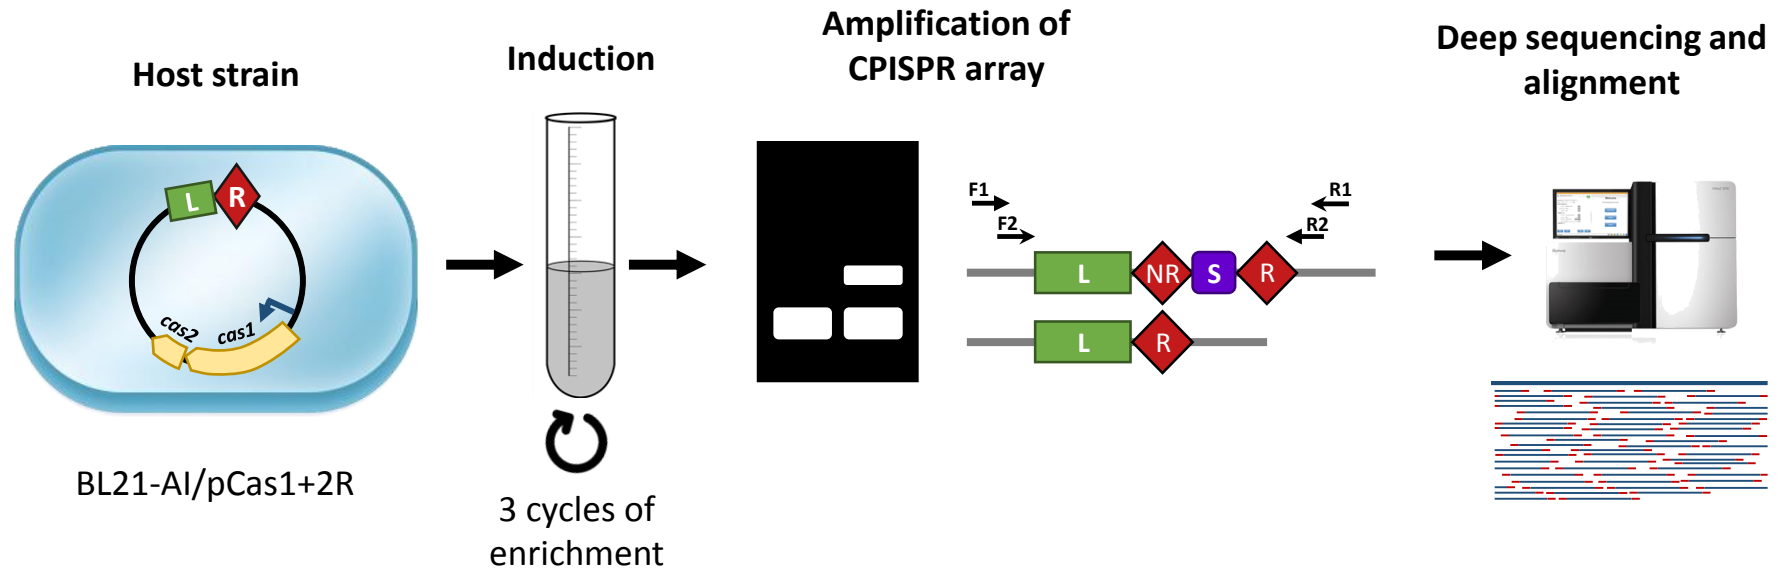 Host strain
L
R
cas2
cas1
BL21-AI/pCas1+2R
Induction
3 cycles of
enrichment
Amplification of
CPISPR array
F1
R1
F2
R2
L
NR
S
R
L
R
Deep sequencing and
alignment